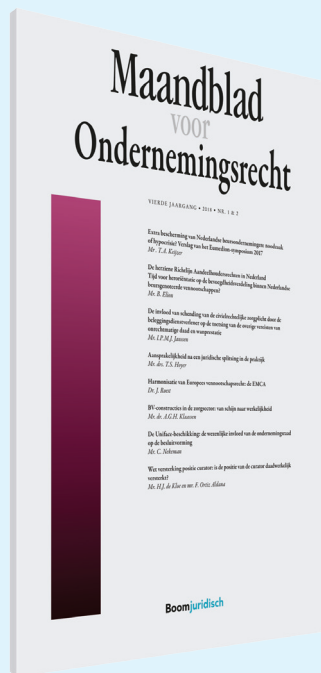 Maandblad
voor
Ondernemingsrecht
VIERDE JAARGANG • 2018 • NR. 1 & 2
Extra bescherming van Nederlandse beursondernemingen: noodzaak
of hypocrisie? Verslag van het Eumedion-symposium 2017
Mr. T.A. Keijzer
De herziene Richtlijn Aandeelhoudersrechten in Nederland
Tijd voor heroriëntatie op de bevoegdheidsverdeling binnen Nederlandse
beursgenoteerde vennootschappen?
Mr. B. Elion
De invloed van schending van de civielrechtelijke zorgplicht door de
beleggingsdienstverlener op de toetsing van de overige vereisten van
onrechtmatige daad en wanprestatie
Mr. I.P.M.J. Janssen
Aansprakelijkheid na een juridische splitsing in de praktijk
Mr. drs. T.S. Hoyer
Harmonisatie van Europees vennootschapsrecht: de EMCA
Dr. J. Roest
BV-constructies in de zorgsector: van schijn naar werkelijkheid
Mr. dr. A.G.H. Klaassen
De Uniface-beschikking: de wezenlijke invloed van de ondernemingsraad
op de besluitvorming
Mr. C. Nekeman
Wet versterking positie curator: is de positie van de curator daadwerkelijk
versterkt?
Mr. H.J. de Kloe en mr. F. Ortiz Aldana
Boomjuridisch